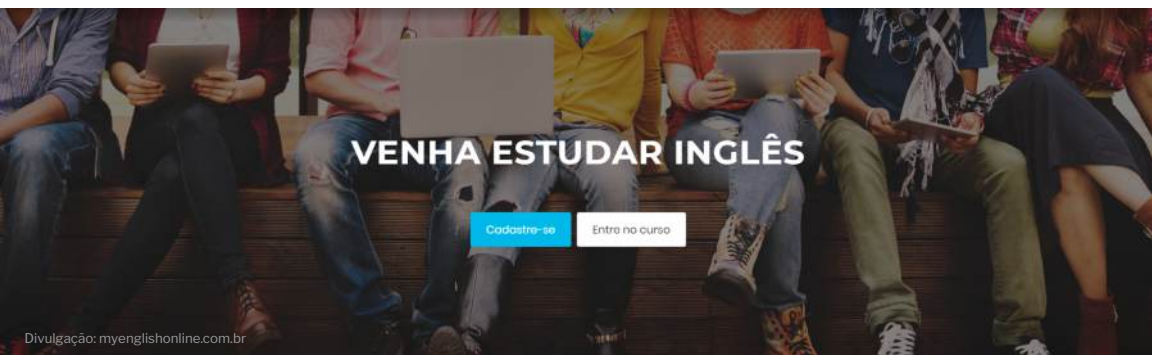 VENHA ESTUDAR INGLÊS
Cadastre-se
Entre no curso
Divulgação: myenglishonline.com.br